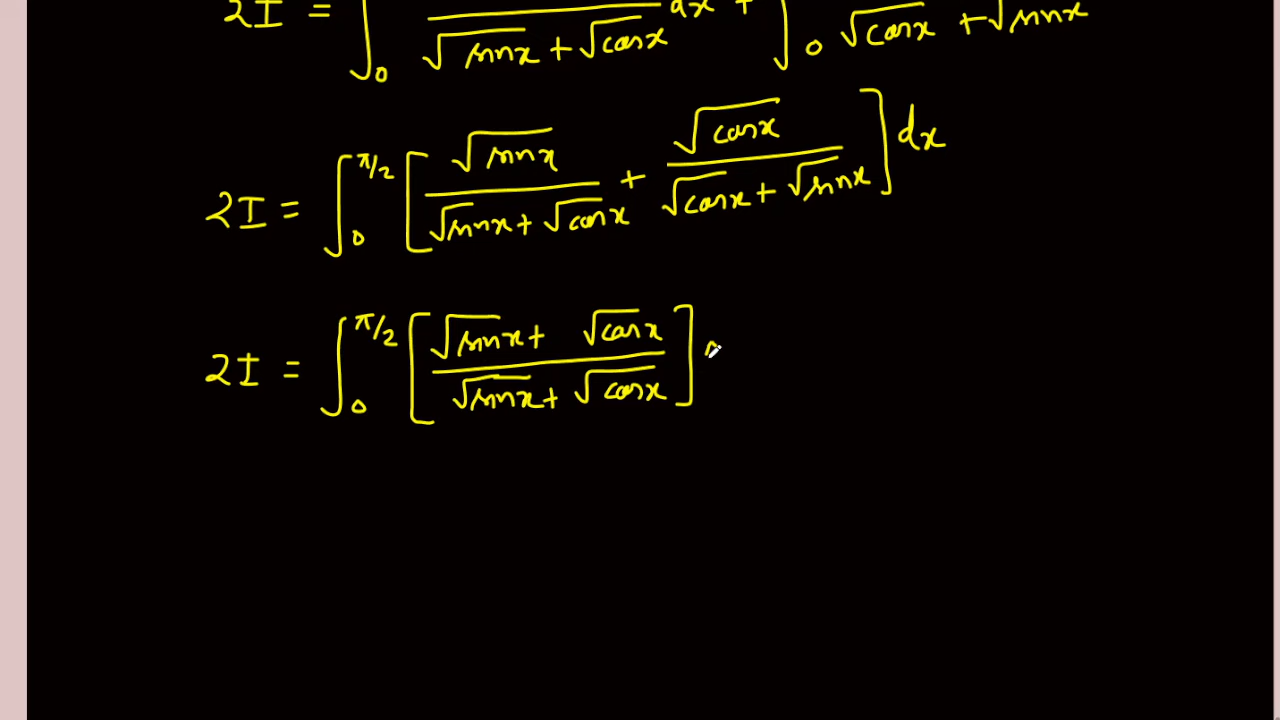 2I = ∫₀ √sinx + √cosx dx + ∫₀ √cosx + √sinx
2I = ∫₀^π/2 [ √sinx / (√sinx + √cosx) + √cosx / (√cosx + √sinx) ] dx
2I = ∫₀^π/2 [ (√sinx + √cosx) / (√sinx + √cosx) ]